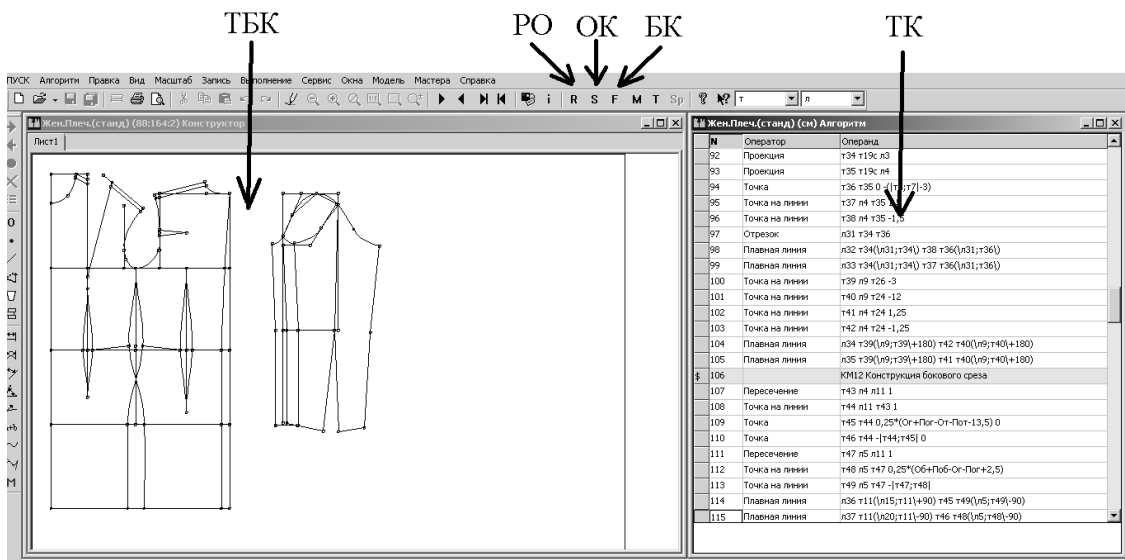 ТБК РО ОК БК ТК
ПУСК Алгоритм Правка Вид Масштаб Запись Выполнение Сервис Окна Модель Мастера Справка
R S F M T Sp т л
Жен.Плеч.(станд) (88:164:2) Конструктор
Лист1
Жен.Плеч.(станд) (см) Алгоритм
N Оператор Операнд
92 Проекция т34 т19с л3
93 Проекция т35 т19с л4
94 Точка т36 т35 0 -3)
95 Точка на линии т37 л4 т35
96 Точка на линии т38 л4 т35 -1,5
97 Отрезок л31 т34 т36
98 Плавная линия л32 т34(\л31;т34\) т38 т36(\л31;т36\)
99 Плавная линия л33 т34(\л31;т34\) т37 т36(\л31;т36\)
100 Точка на линии т39 л9 т26 -3
101 Точка на линии т40 л9 т24 -12
102 Точка на линии т41 л4 т24 1,25
103 Точка на линии т42 л4 т24 -1,25
104 Плавная линия л34 т39(\л9;т39\+180) т42 т40(\л9;т40\+180)
105 Плавная линия л35 т39(\л9;т39\+180) т41 т40(\л9;т40\+180)
$ 106 КМ12 Конструкция бокового среза
107 Пересечение т43 л4 л11 1
108 Точка на линии т44 л11 т43 1
109 Точка т45 т44 0,25*(Ог+Пог-От-Пот-13,5) 0
110 Точка т46 т44 -|т44;т45| 0
111 Пересечение т47 л5 л11 1
112 Точка на линии т48 л5 т47 0,25*(Об+Поб-Ог-Пог+2,5)
113 Точка на линии т49 л5 т47 -|т47;т48|
114 Плавная линия л36 т11(\л15;т11\+90) т45 т49(\л5;т49\-90)
115 Плавная линия л37 т11(\л20;т11\-90) т46 т48(\л5;т48\-90)